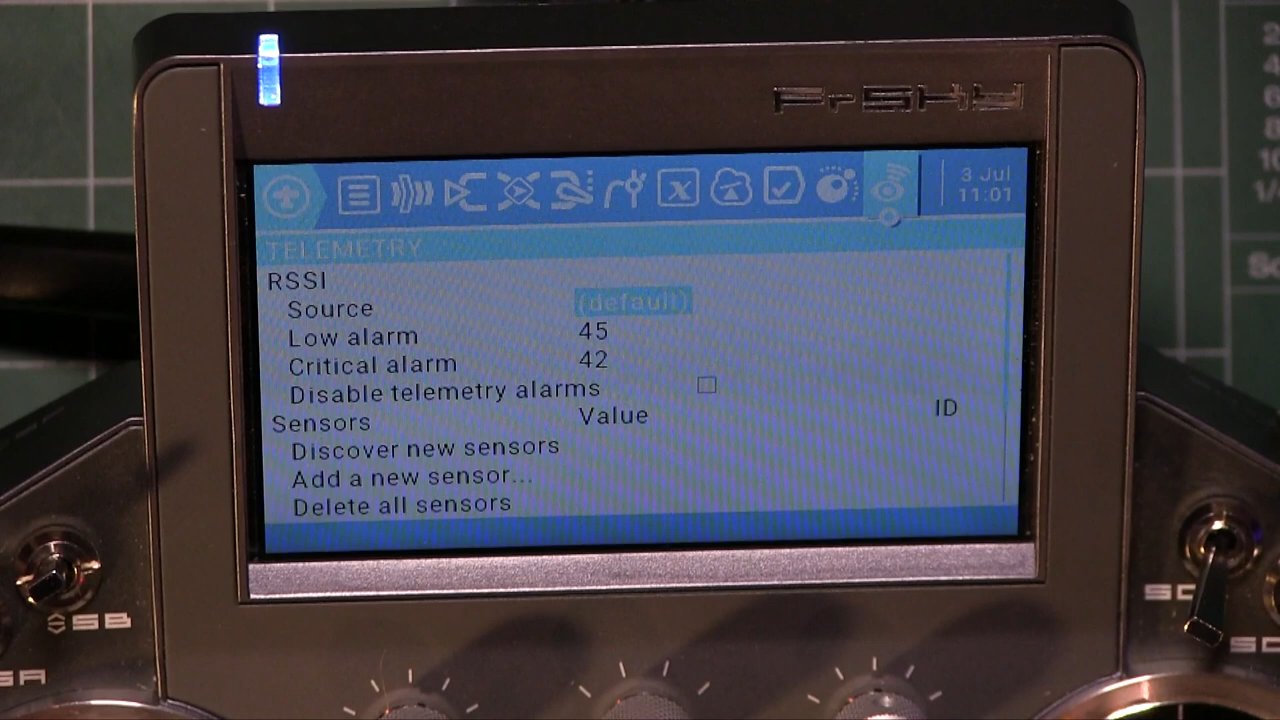 FrSKY
3 Jul
11:01
TELEMETRY
RSSI
Source (default)
Low alarm 45
Critical alarm 42
Disable telemetry alarms
Sensors Value ID
Discover new sensors
Add a new sensor...
Delete all sensors
SB
SA